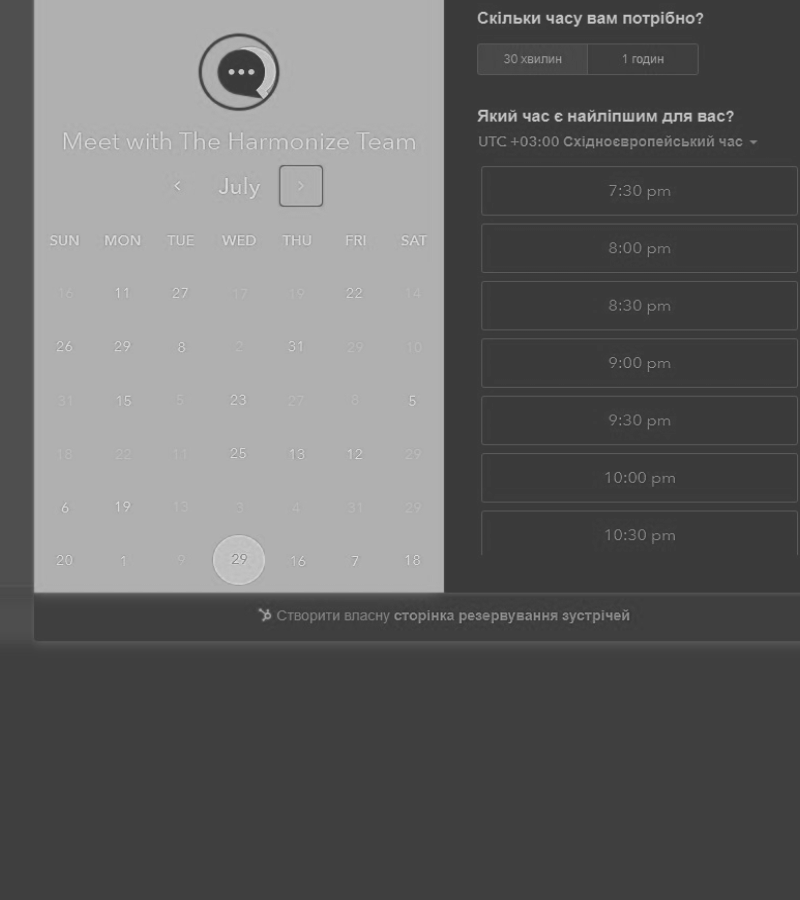 Meet with The Harmonize Team
July
SUN MON TUE WED THU FRI SAT
16 11 27 17 19 22 14
26 29 8 2 31 29 10
31 15 5 23 27 8 5
18 22 11 25 13 12 29
6 19 13 3 4 31 29
20 1 9 29 16 7 18
Скільки часу вам потрібно?
30 хвилин 1 годин
Який час є найліпшим для вас?
UTC +03:00 Східноєвропейський час
7:30 pm
8:00 pm
8:30 pm
9:00 pm
9:30 pm
10:00 pm
10:30 pm
Створити власну сторінка резервування зустрічей